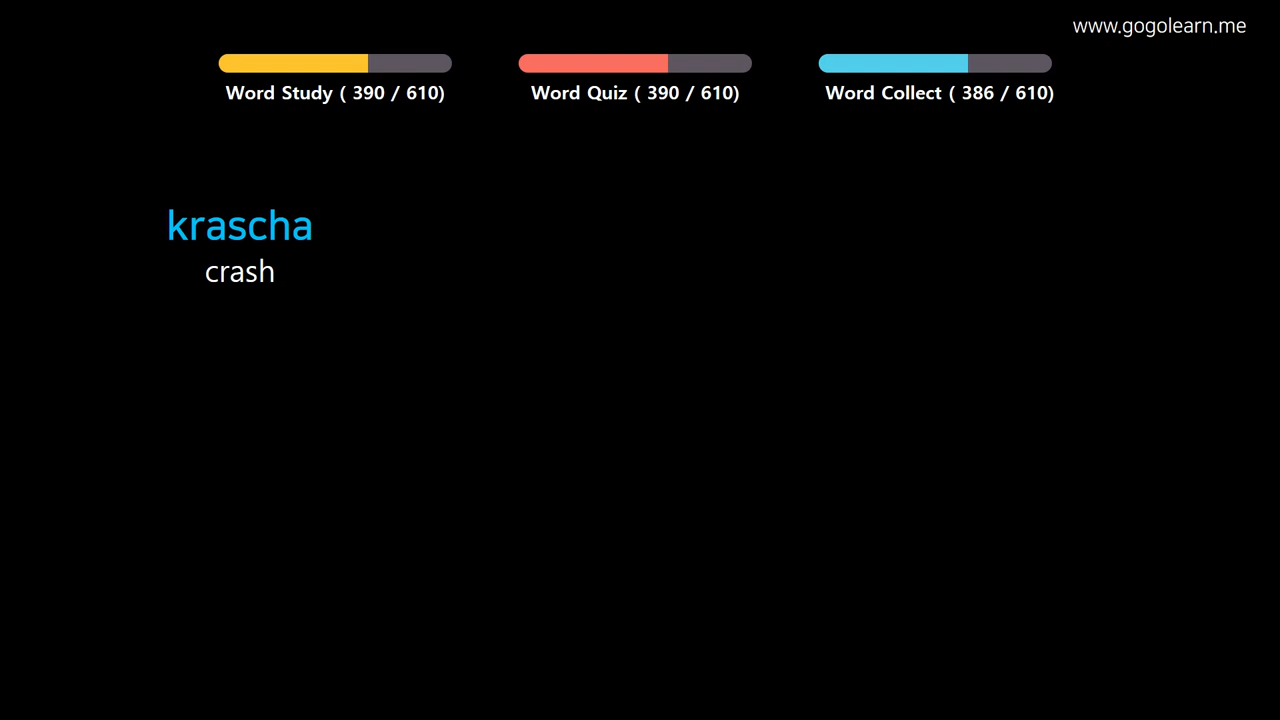 www.gogolearn.me
Word Study ( 390 / 610)
Word Quiz ( 390 / 610)
Word Collect ( 386 / 610)
krascha
crash